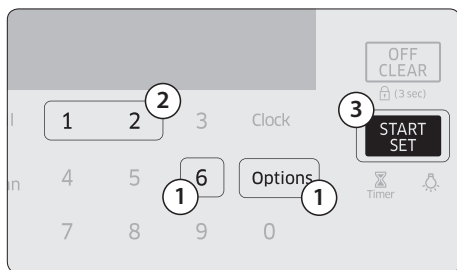 OFF
CLEAR
(3 sec)
2
3
l 1 2 3 Clock
START
SET
n 4 5 6 Options
1 1
Timer
7 8 9 0